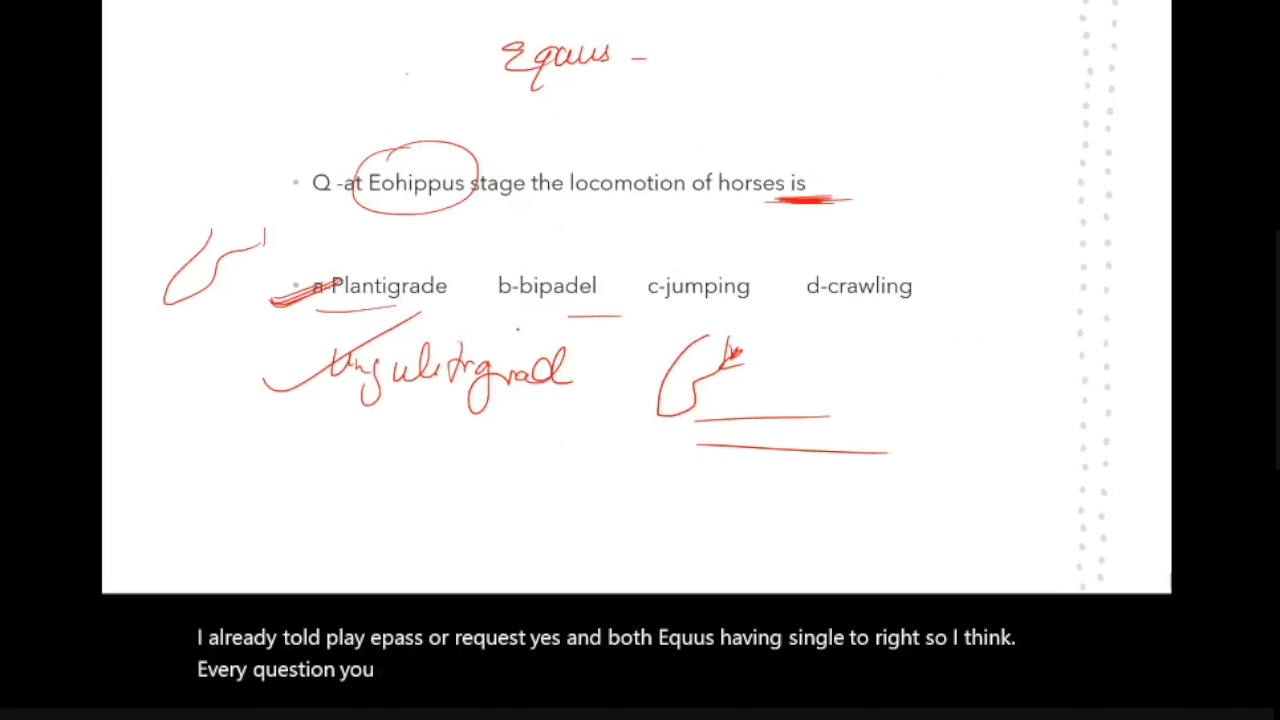 Equus -
• Q -at Eohippus stage the locomotion of horses is
• a Plantigrade b-bipadel c-jumping d-crawling
I already told play epass or request yes and both Equus having single to right so I think.
Every question you